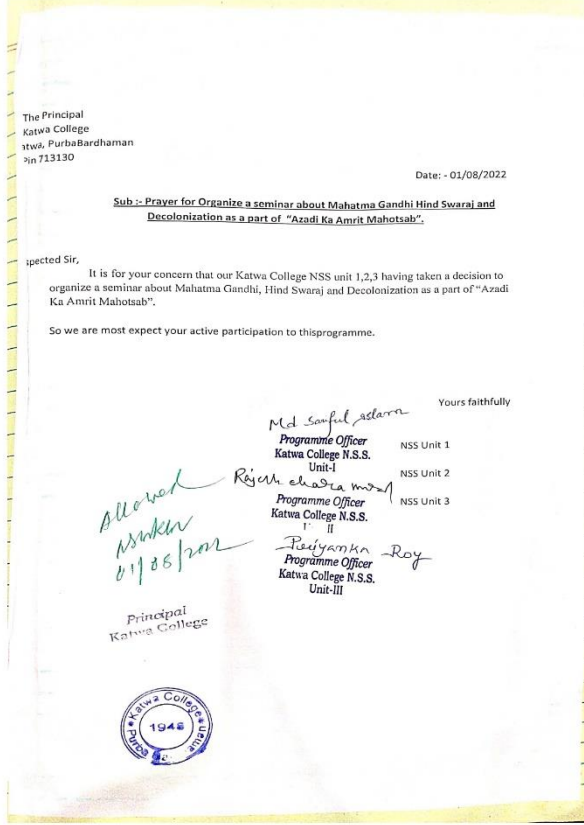 The Principal
Katwa College
atwa, PurbaBardhaman
Pin 713130
Date: - 01/08/2022
Sub :- Prayer for Organize a seminar about Mahatma Gandhi Hind Swaraj and
Decolonization as a part of "Azadi Ka Amrit Mahotsab".
spected Sir,
It is for your concern that our Katwa College NSS unit 1,2,3 having taken a decision to
organize a seminar about Mahatma Gandhi, Hind Swaraj and Decolonization as a part of "Azadi
Ka Amrit Mahotsab".
So we are most expect your active participation to thisprogramme.
Yours faithfully
Md
Programme Officer
Katwa College N.S.S.
Unit-I
NSS Unit 1
NSS Unit 2
Programme Officer
Katwa College N.S.S.
II
NSS Unit 3
Priyanka Roy
Programme Officer
Katwa College N.S.S.
Unit-III
Allowed
01/08/2022
Principal
Katwa College
Katwa College
1948
Purba